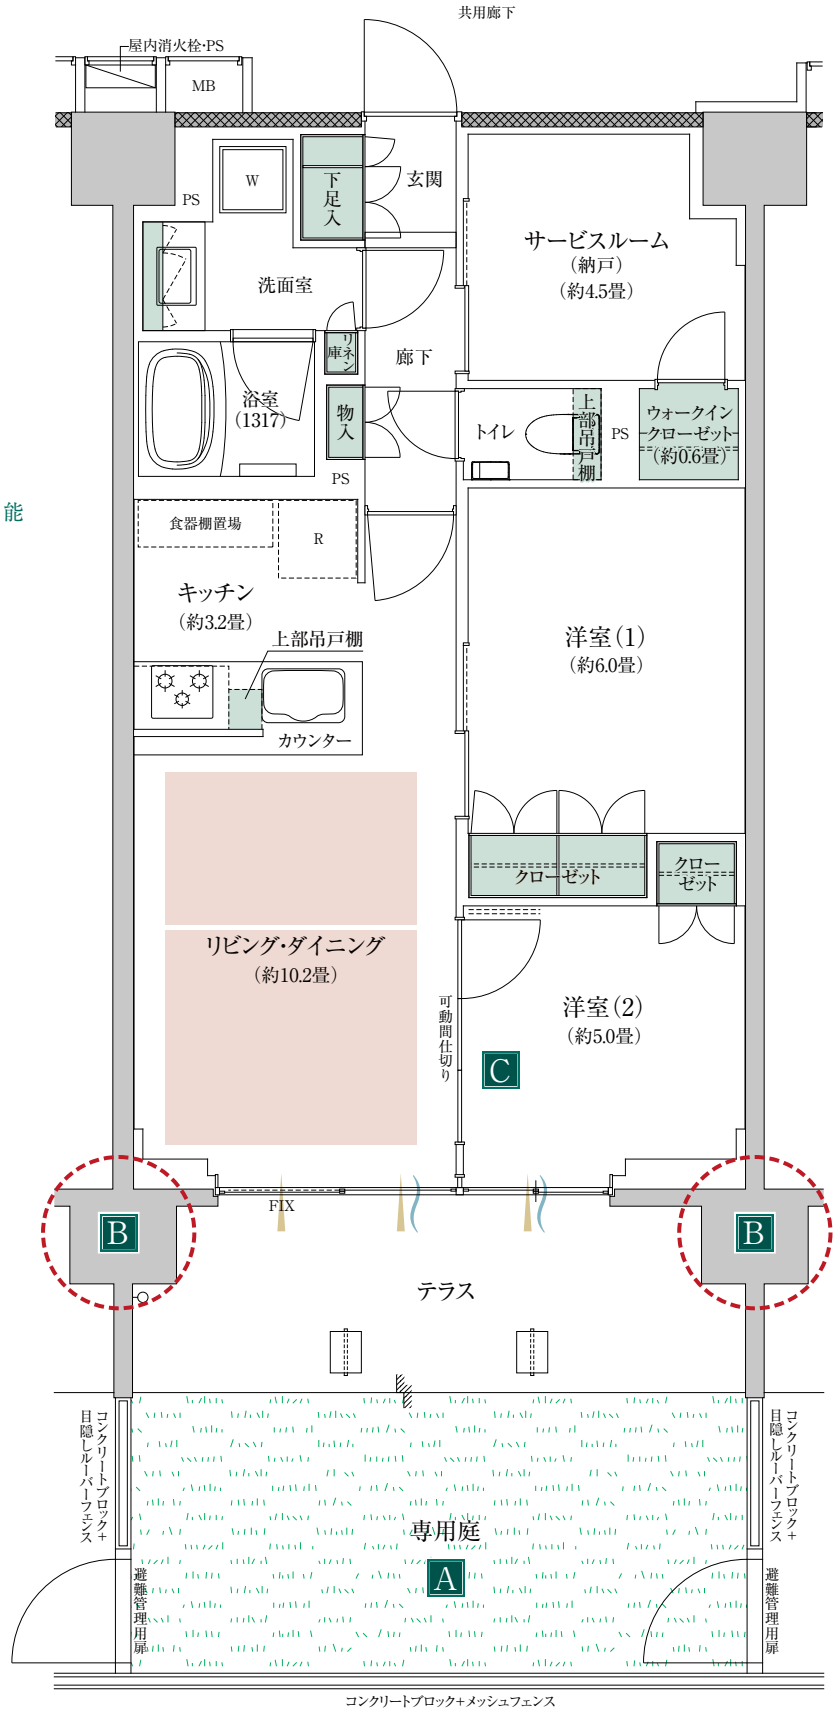 共用廊下
屋内消火栓・PS
MB
PS
W
下足入
玄関
サービスルーム
(納戸)
(約4.5畳)
洗面室
リネン庫
廊下
浴室
(1317)
物入
トイレ
上部吊戸棚
PS
ウォークイン
クローゼット
(約0.6畳)
PS
能
食器棚置場
R
キッチン
(約3.2畳)
上部吊戸棚
カウンター
洋室(1)
(約6.0畳)
クローゼット
クロー
ゼット
リビング・ダイニング
(約10.2畳)
可動間仕切り
洋室(2)
(約5.0畳)
C
B
FIX
B
テラス
コンクリートブロック+
目隠しルーバーフェンス
コンクリートブロック+
目隠しルーバーフェンス
専用庭
A
避難管理用扉
避難管理用扉
コンクリートブロック+メッシュフェンス